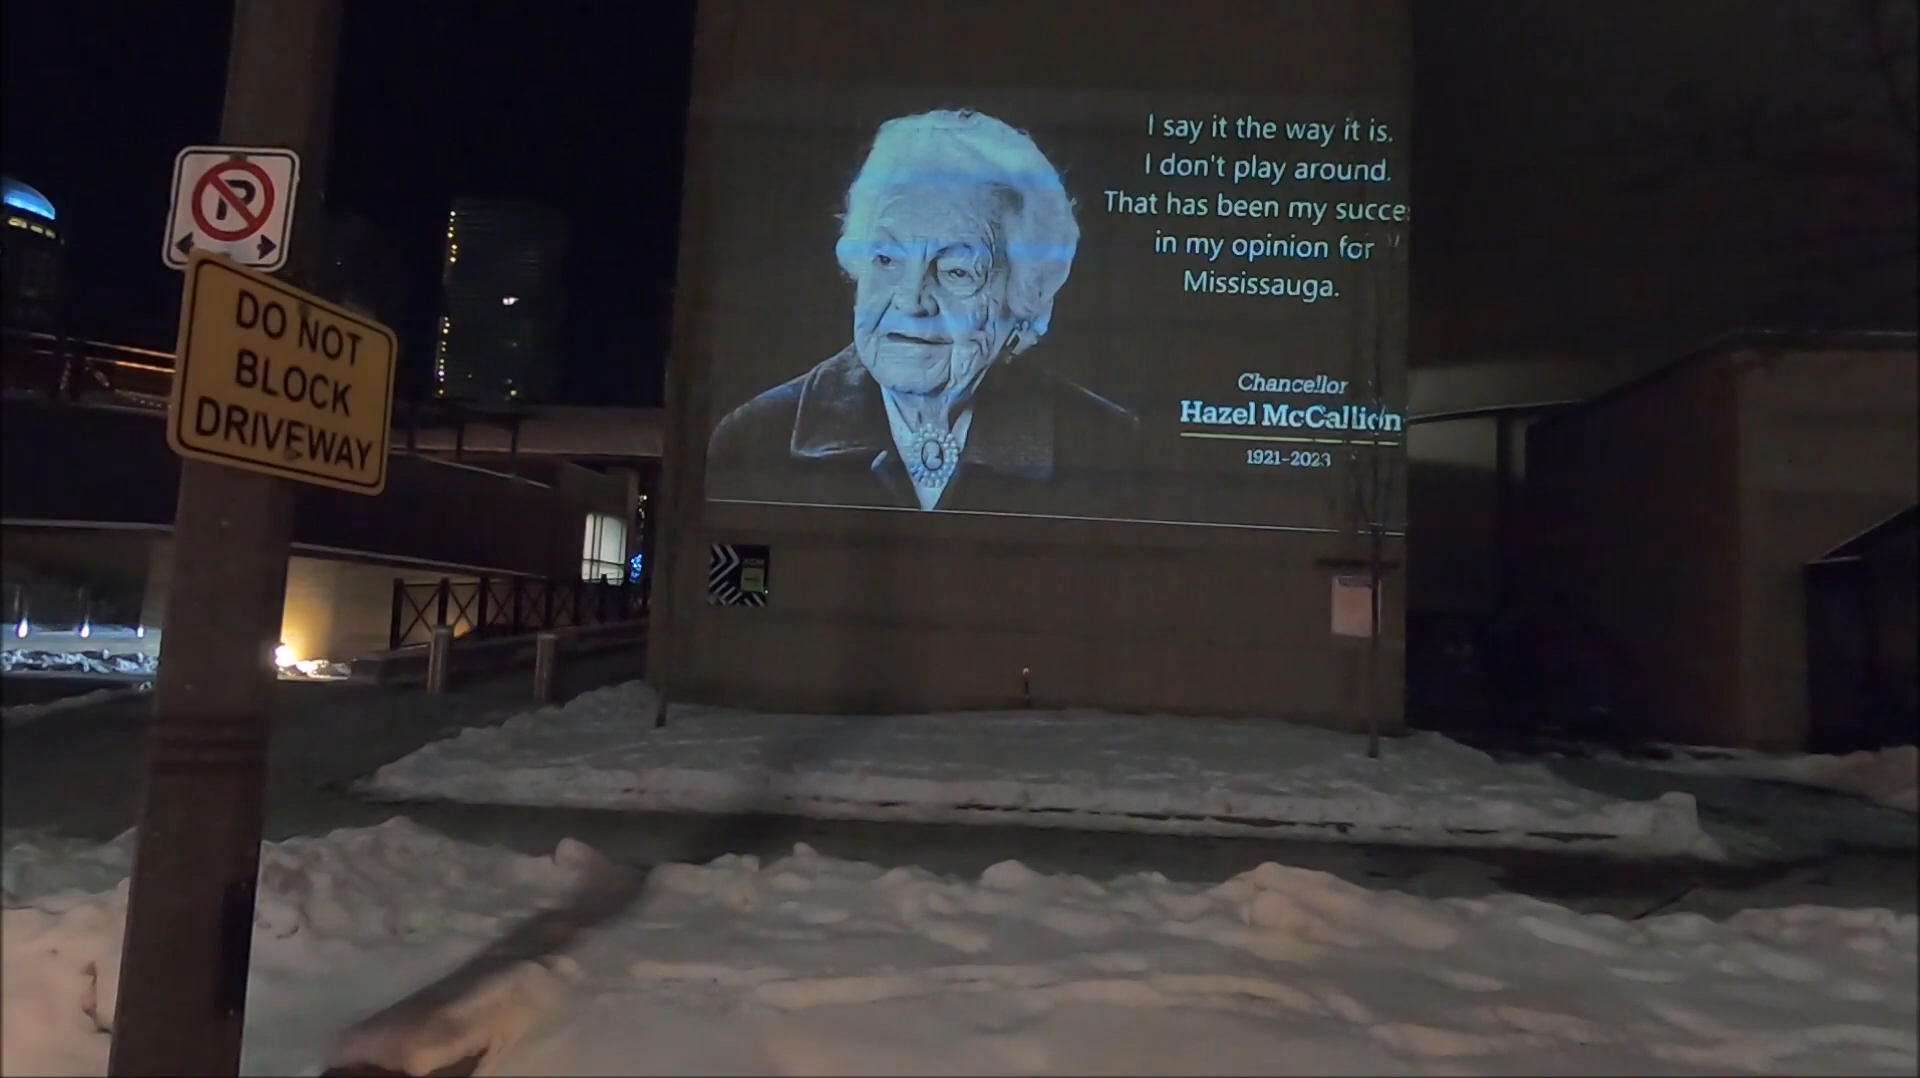 P
DO NOT
BLOCK
DRIVEWAY
I say it the way it is.
I don't play around.
That has been my succes
in my opinion for
Mississauga.
Chancellor
Hazel McCallion
1921-2023